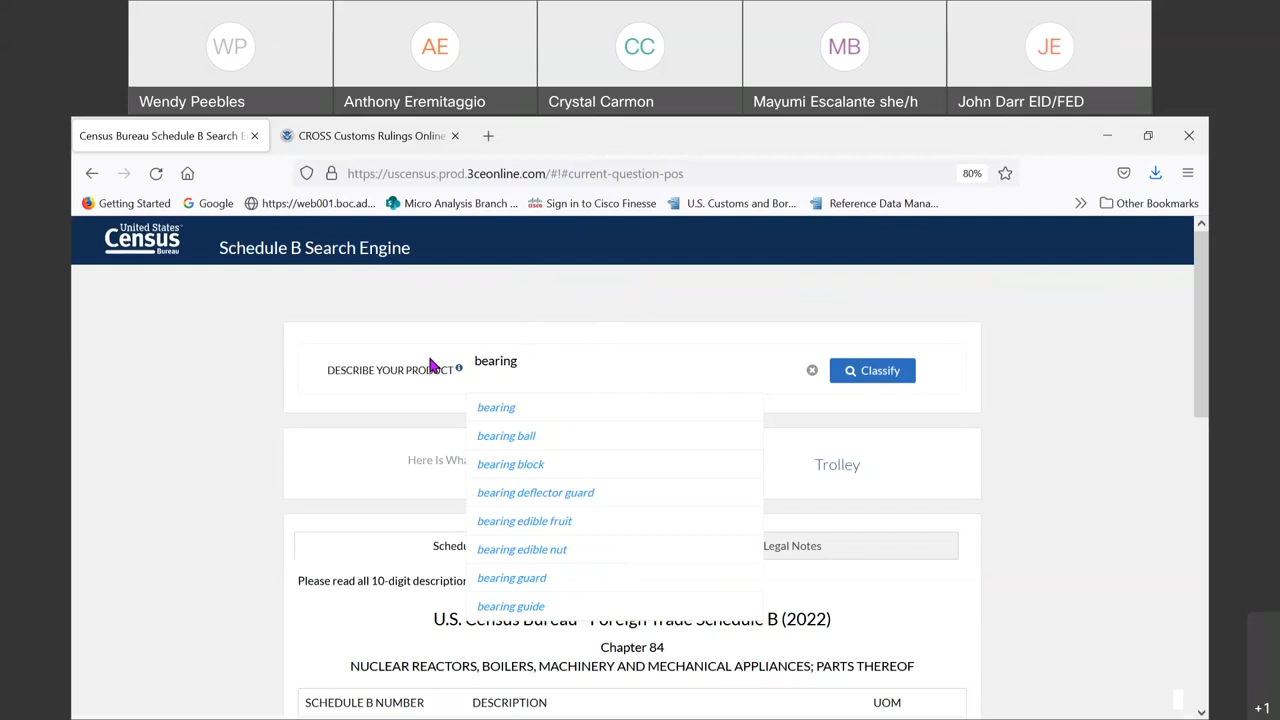 WP
AE
CC
MB
JE
Wendy Peebles
Anthony Eremitaggio
Crystal Carmon
Mayumi Escalante she/h
John Darr EID/FED
Census Bureau Schedule B Search E
CROSS Customs Rulings Online
https://uscensus.prod.3ceonline.com/#!#current-question-pos
80%
Getting Started
Google
https://web001.boc.ad...
Micro Analysis Branch ...
Sign in to Cisco Finesse
U.S. Customs and Bor...
Reference Data Mana...
Other Bookmarks
United States
Census
Bureau
Schedule B Search Engine
DESCRIBE YOUR PRODUCT
bearing
Classify
bearing
bearing ball
bearing block
bearing deflector guard
bearing edible fruit
bearing edible nut
bearing guard
bearing guide
Here Is Wha
Trolley
Schedu
Legal Notes
Please read all 10-digit description
U.S. Census Bureau - Foreign Trade Schedule B (2022)
Chapter 84
NUCLEAR REACTORS, BOILERS, MACHINERY AND MECHANICAL APPLIANCES; PARTS THEREOF
SCHEDULE B NUMBER
DESCRIPTION
UOM
+1